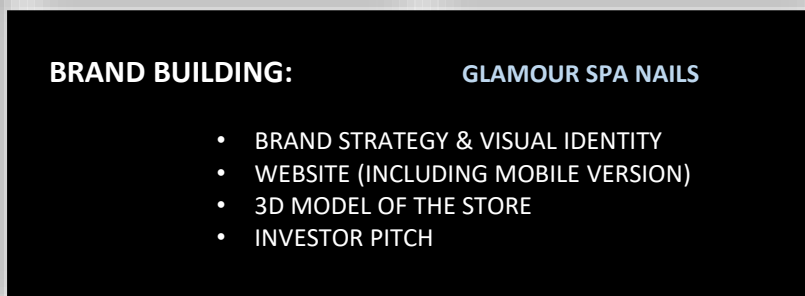 BRAND BUILDING: GLAMOUR SPA NAILS
• BRAND STRATEGY & VISUAL IDENTITY
• WEBSITE (INCLUDING MOBILE VERSION)
• 3D MODEL OF THE STORE
• INVESTOR PITCH